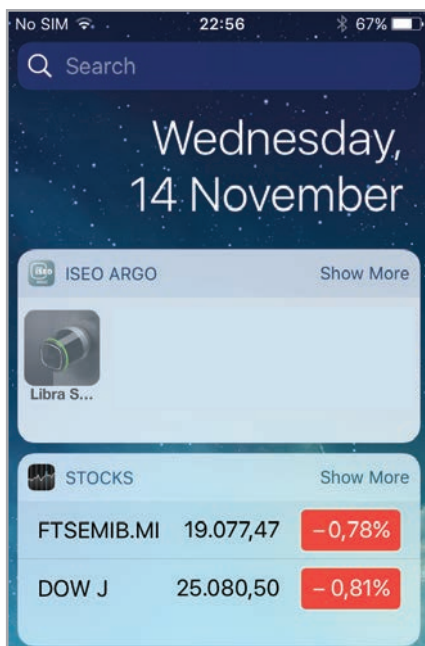 No SIM 22:56 67%
Search
Wednesday,
14 November
iseo
ISEO ARGO Show More
Libra S...
STOCKS Show More
FTSEMIB.MI 19.077,47 −0,78%
DOW J 25.080,50 −0,81%